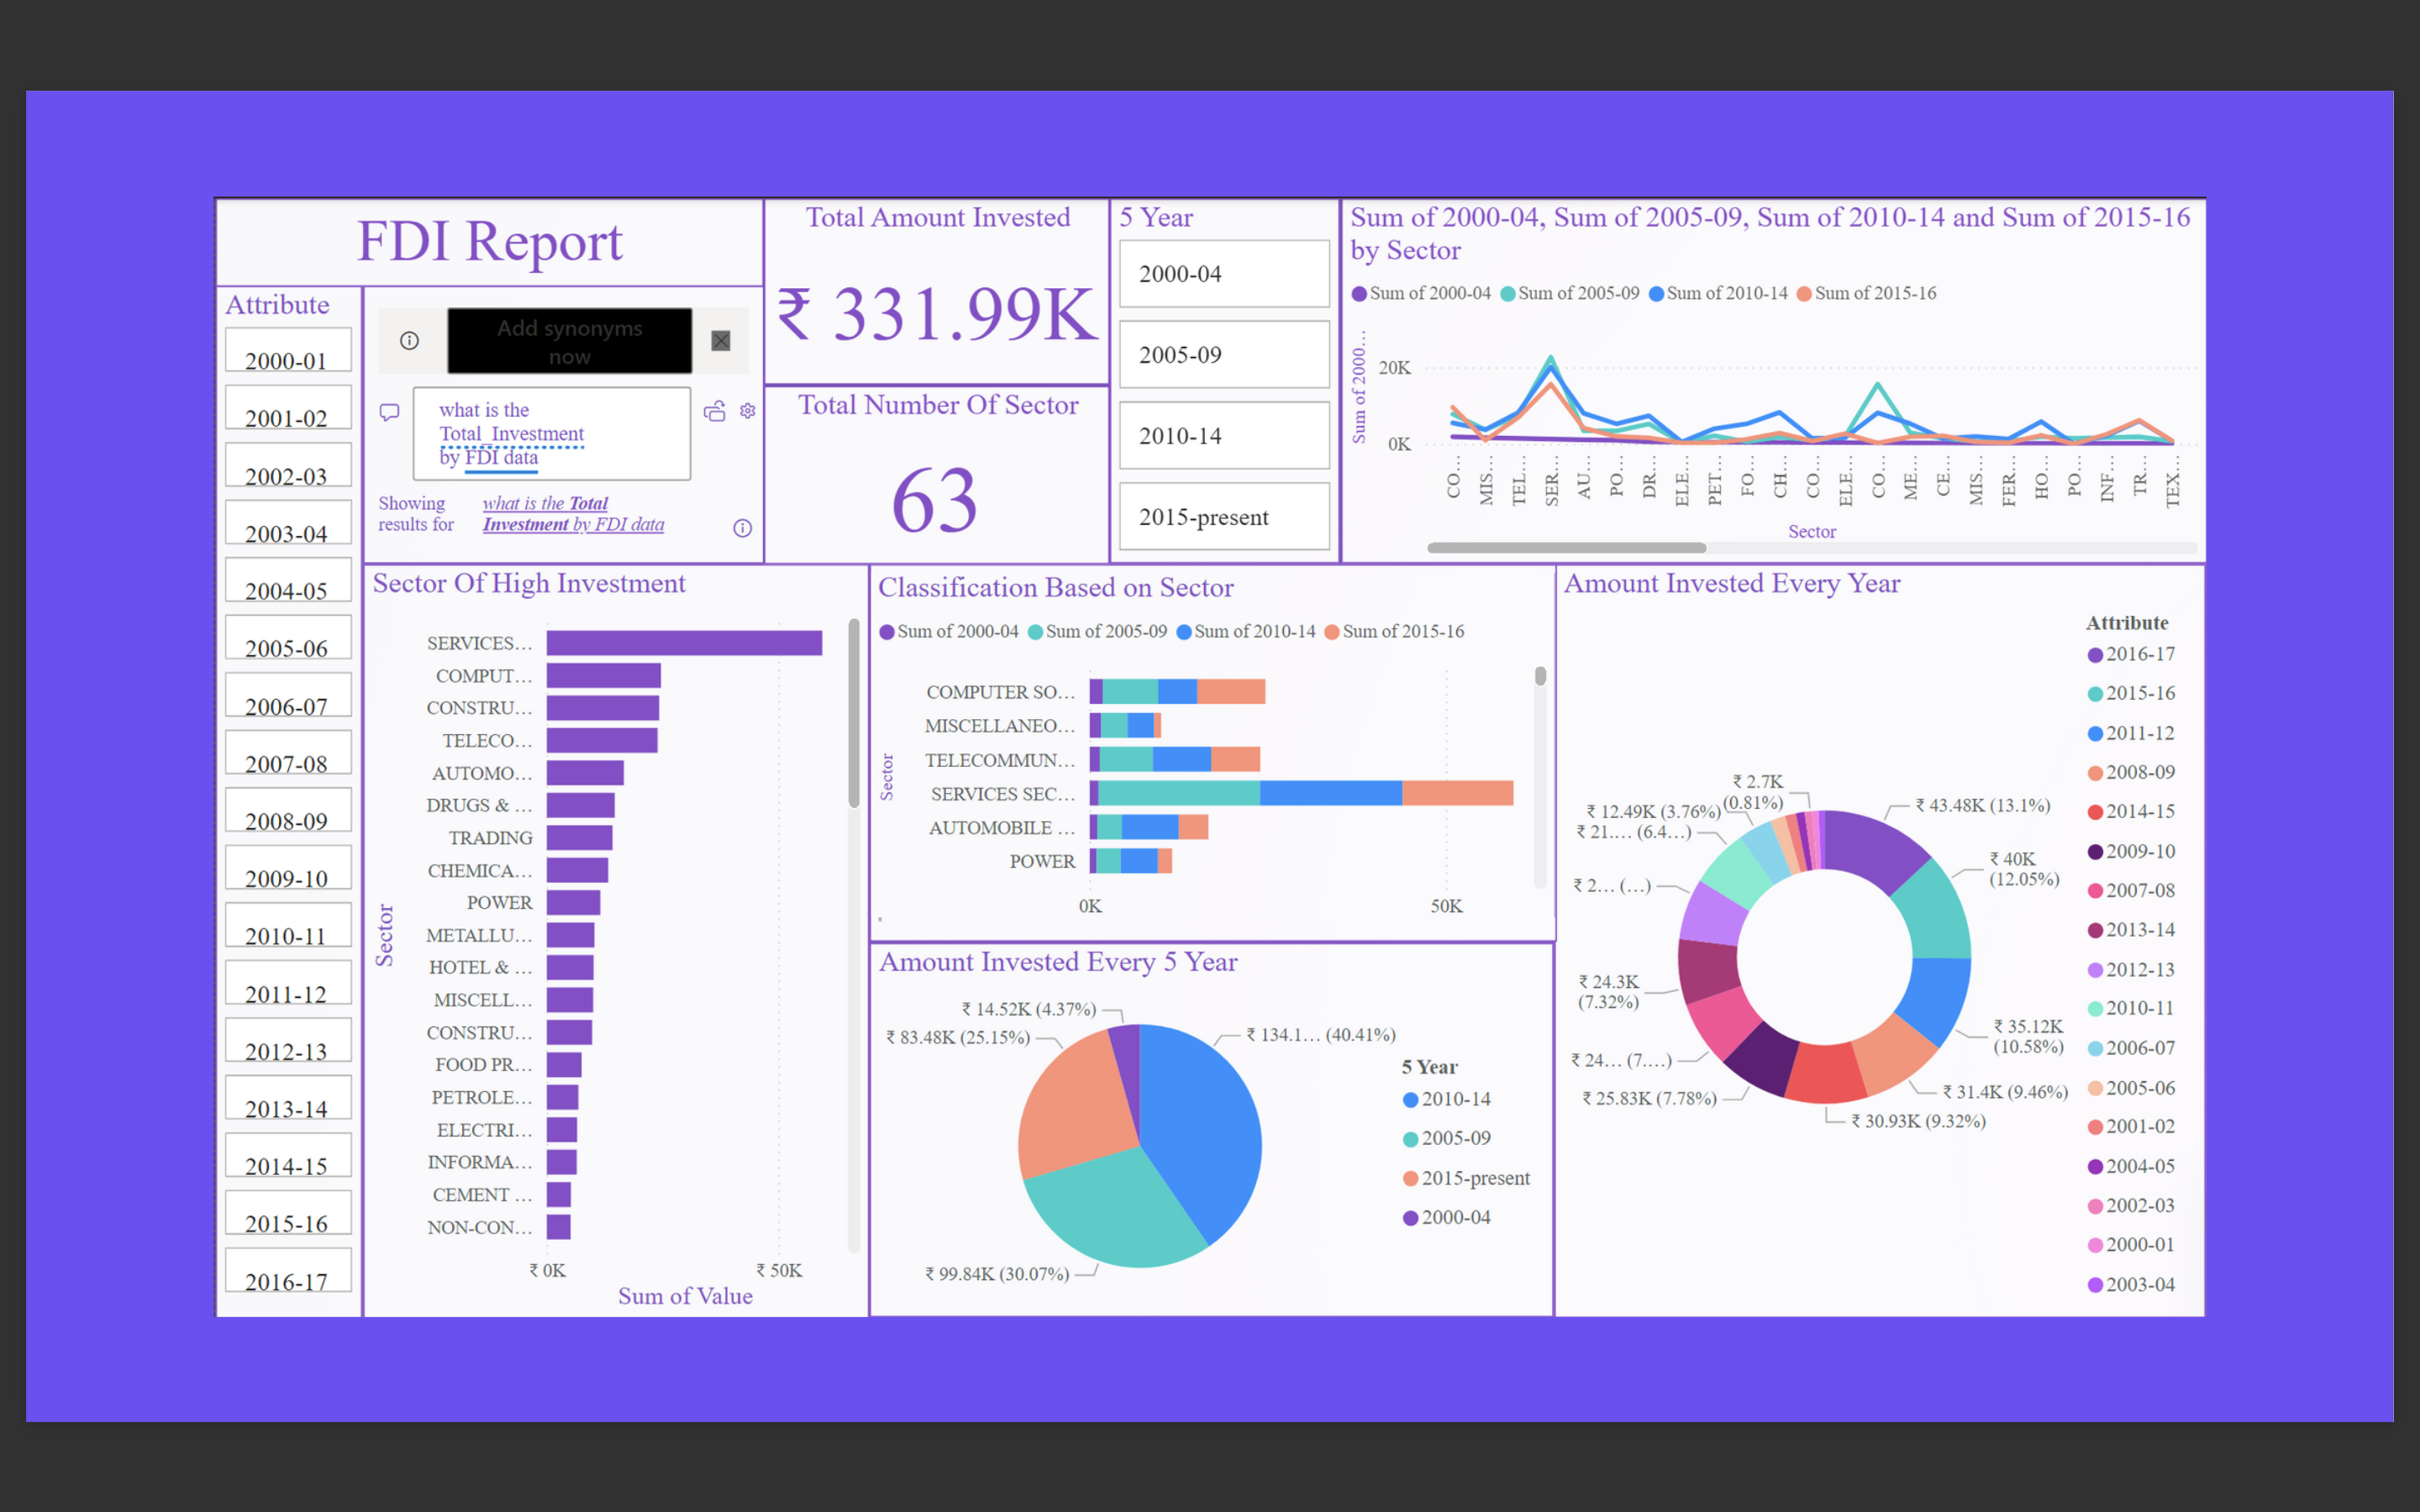 FDI Report
Attribute
2000-01
2001-02
2002-03
2003-04
2004-05
2005-06
2006-07
2007-08
2008-09
2009-10
2010-11
2011-12
2012-13
2013-14
2014-15
2015-16
2016-17
Add synonyms
now
what is the
Total_Investment
by FDI data
Showing
results for
what is the Total
Investment by FDI data
Total Amount Invested
₹ 331.99K
Total Number Of Sector
63
5 Year
2000-04
2005-09
2010-14
2015-present
Sum of 2000-04, Sum of 2005-09, Sum of 2010-14 and Sum of 2015-16
by Sector
Sum of 2000-04
Sum of 2005-09
Sum of 2010-14
Sum of 2015-16
Sum of 2000…
20K
0K
CO…
MIS…
TEL…
SER…
AU…
PO…
DR…
ELE…
PET…
FO…
CH…
CO…
ELE…
CO…
ME…
CE…
MIS…
FER…
HO…
PO…
INF…
TR…
TEX…
Sector
Sector Of High Investment
Sector
SERVICES…
COMPUT…
CONSTRU…
TELECO…
AUTOMO…
DRUGS & …
TRADING
CHEMICA…
POWER
METALLU…
HOTEL & …
MISCELL…
CONSTRU…
FOOD PR…
PETROLE…
ELECTRI…
INFORMA…
CEMENT …
NON-CON…
₹ 0K
₹ 50K
Sum of Value
Classification Based on Sector
Sum of 2000-04
Sum of 2005-09
Sum of 2010-14
Sum of 2015-16
Sector
COMPUTER SO…
MISCELLANEO…
TELECOMMUN…
SERVICES SEC…
AUTOMOBILE …
POWER
0K
50K
Amount Invested Every 5 Year
₹ 14.52K (4.37%)
₹ 83.48K (25.15%)
₹ 134.1… (40.41%)
₹ 99.84K (30.07%)
5 Year
2010-14
2005-09
2015-present
2000-04
Amount Invested Every Year
₹ 2.7K
(0.81%)
₹ 12.49K (3.76%)
₹ 21.… (6.4…)
₹ 2… (…)
₹ 24.3K
(7.32%)
₹ 24… (7.…)
₹ 25.83K (7.78%)
₹ 30.93K (9.32%)
₹ 31.4K (9.46%)
₹ 35.12K
(10.58%)
₹ 40K
(12.05%)
₹ 43.48K (13.1%)
Attribute
2016-17
2015-16
2011-12
2008-09
2014-15
2009-10
2007-08
2013-14
2012-13
2010-11
2006-07
2005-06
2001-02
2004-05
2002-03
2000-01
2003-04